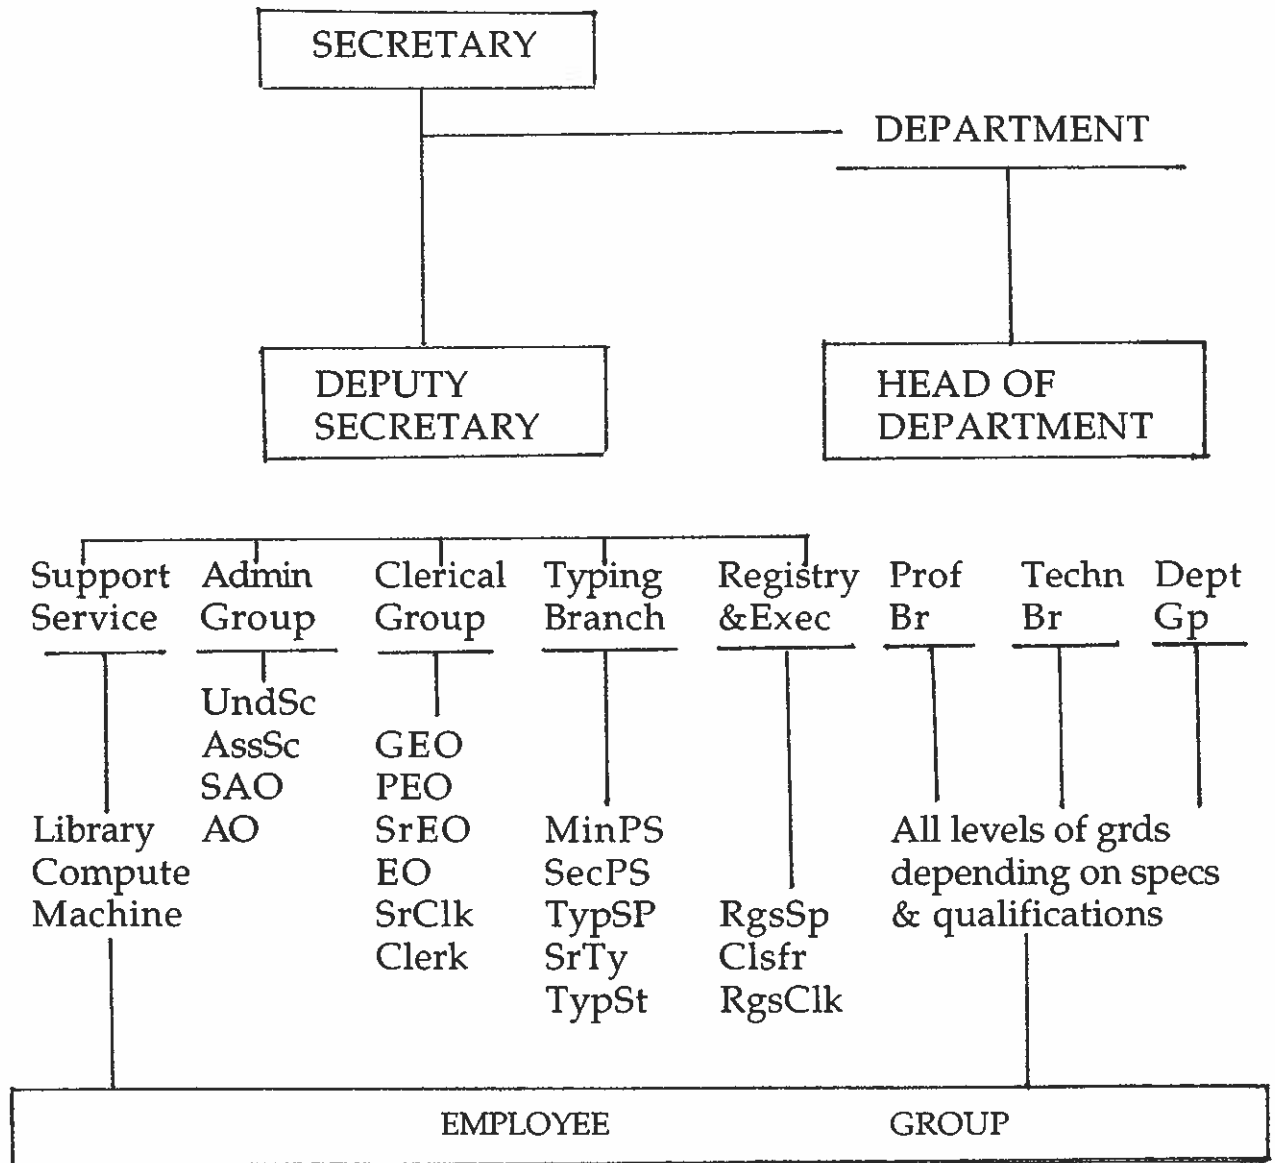 SECRETARY
DEPARTMENT
DEPUTY
SECRETARY
HEAD OF
DEPARTMENT
Support
Service
Admin
Group
Clerical
Group
Typing
Branch
Registry
&Exec
Prof
Br
Techn
Br
Dept
Gp
Library
Compute
Machine
UndSc
AssSc
SAO
AO
GEO
PEO
SrEO
EO
SrClk
Clerk
MinPS
SecPS
TypSP
SrTy
TypSt
RgsSp
Clsfr
RgsClk
All levels of grds
depending on specs
& qualifications
EMPLOYEE GROUP